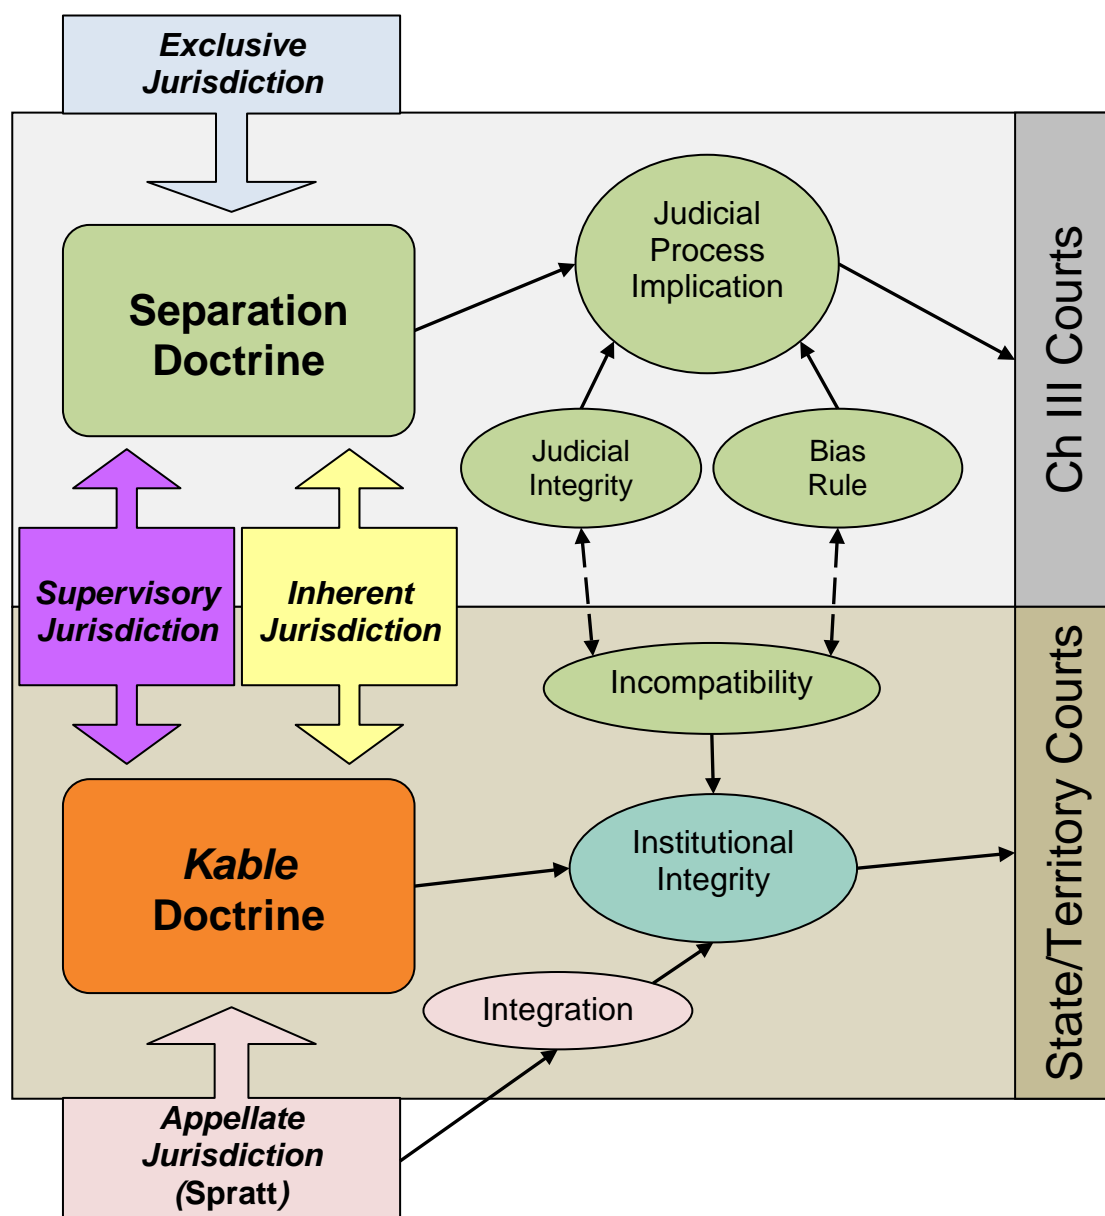 Exclusive
Jurisdiction
Judicial
Process
Implication
Separation
Doctrine
Judicial
Integrity
Bias
Rule
Ch III Courts
Supervisory
Jurisdiction
Inherent
Jurisdiction
Incompatibility
Kable
Doctrine
Institutional
Integrity
Integration
State/Territory Courts
Appellate
Jurisdiction
(Spratt)